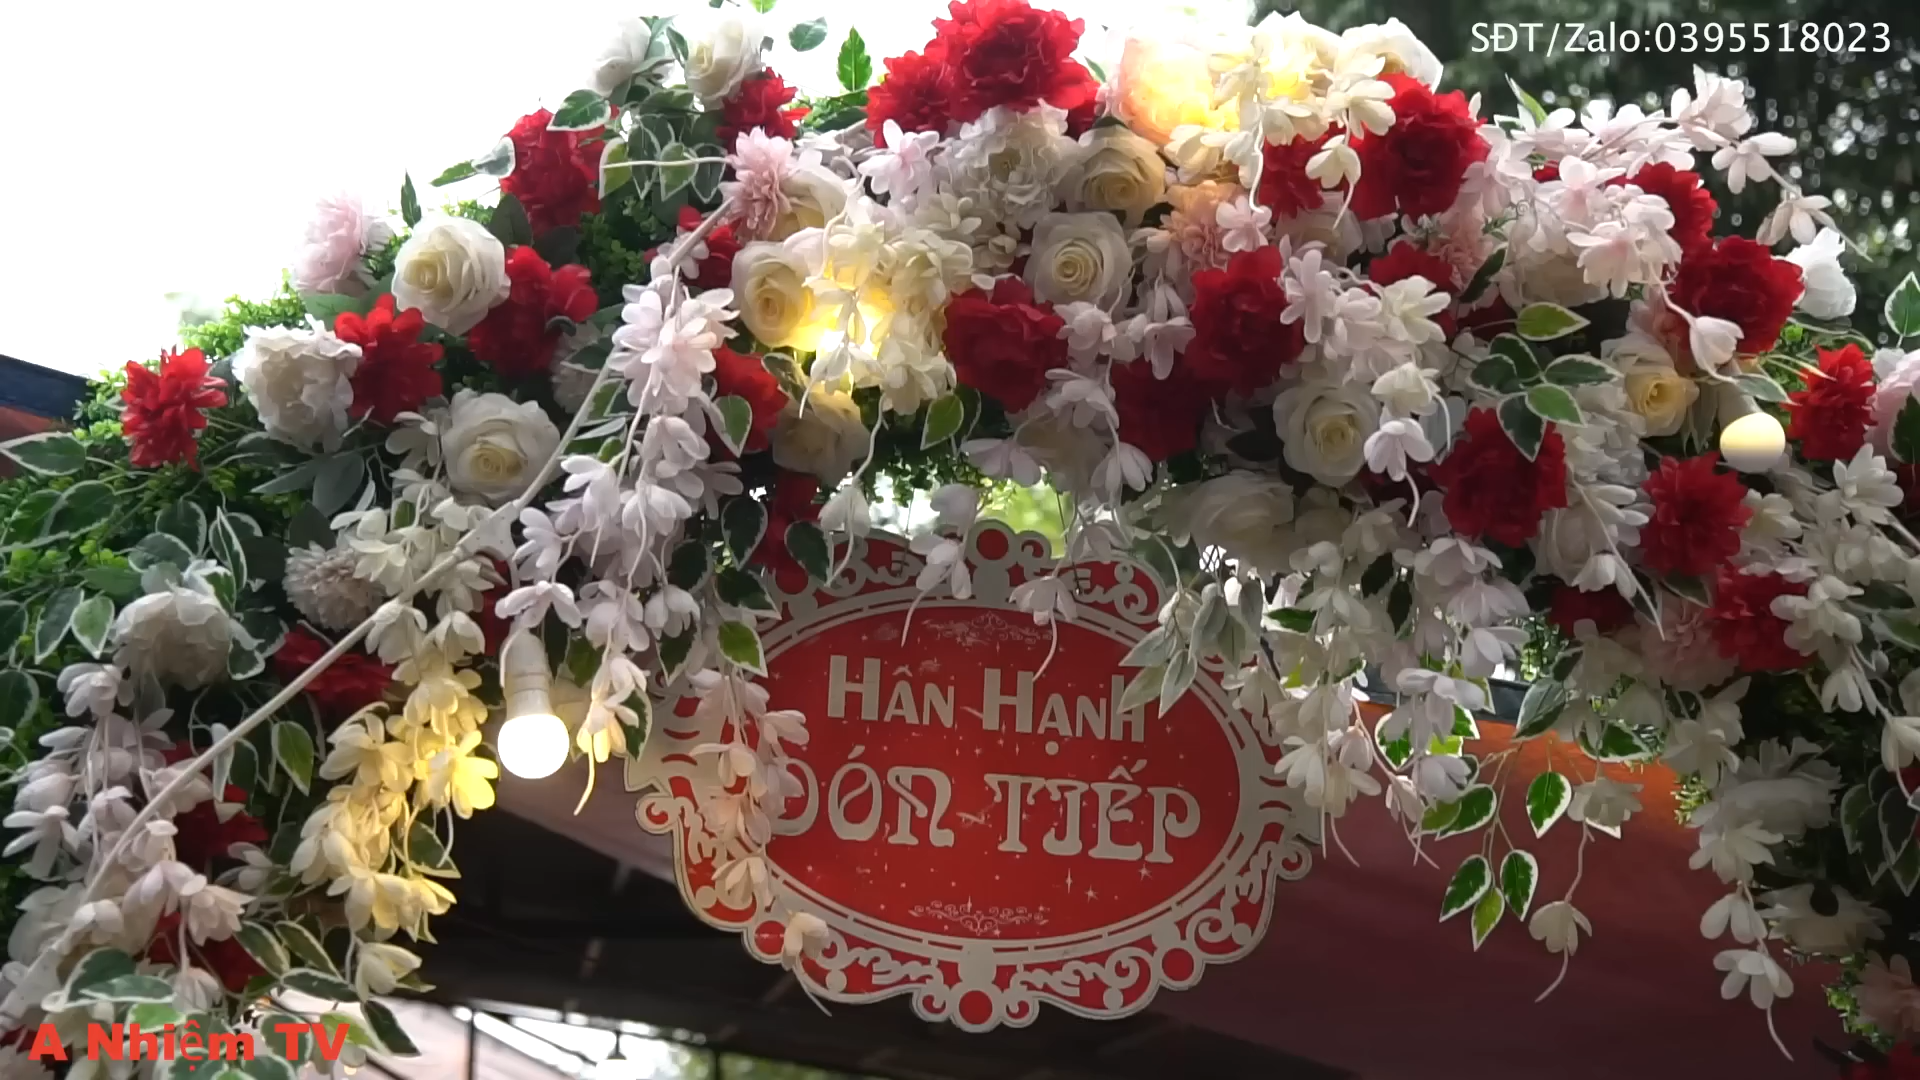 SĐT/Zalo:0395518023
HÂN HẠNH
ĐÓN TIẾP
A Nhiệm TV